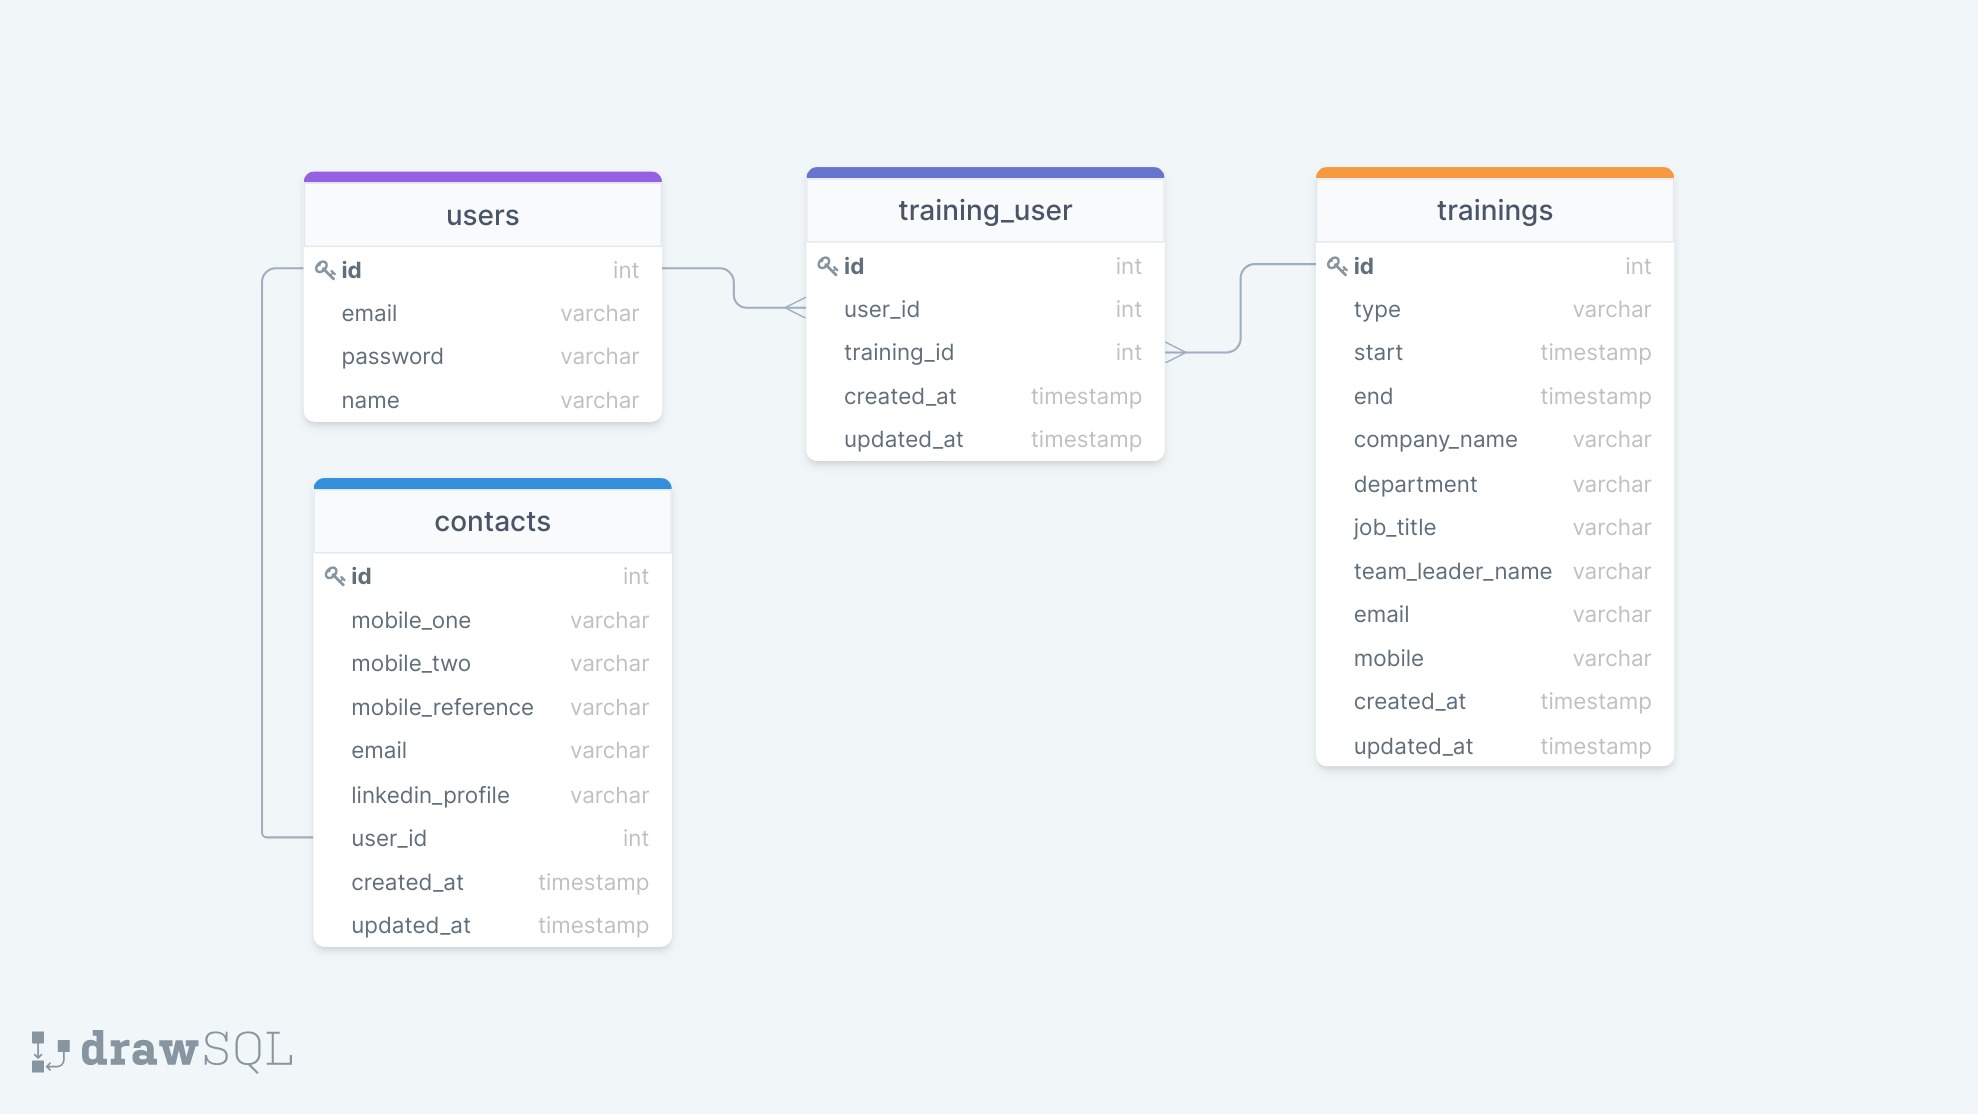 users
id int
email varchar
password varchar
name varchar
training_user
id int
user_id int
training_id int
created_at timestamp
updated_at timestamp
trainings
id int
type varchar
start timestamp
end timestamp
company_name varchar
department varchar
job_title varchar
team_leader_name varchar
email varchar
mobile varchar
created_at timestamp
updated_at timestamp
contacts
id int
mobile_one varchar
mobile_two varchar
mobile_reference varchar
email varchar
linkedin_profile varchar
user_id int
created_at timestamp
updated_at timestamp
drawSQL